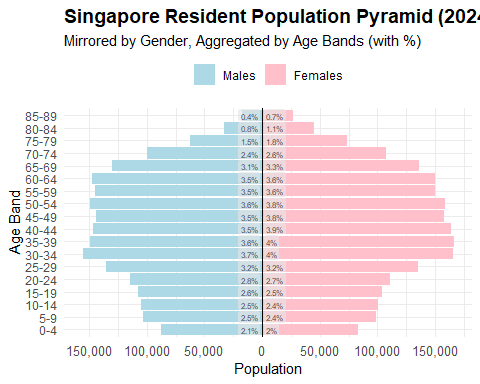 Singapore Resident Population Pyramid (2024
Mirrored by Gender, Aggregated by Age Bands (with %)
Males Females
85-89 0.4% 0.7%
80-84 0.8% 1.1%
75-79 1.5% 1.8%
70-74 2.4% 2.6%
65-69 3.1% 3.3%
60-64 3.5% 3.6%
55-59 3.5% 3.6%
50-54 3.6% 3.8%
45-49 3.5% 3.8%
40-44 3.5% 3.9%
35-39 3.6% 4%
30-34 3.7% 4%
25-29 3.2% 3.2%
20-24 2.8% 2.7%
15-19 2.6% 2.5%
10-14 2.5% 2.4%
5-9 2.5% 2.4%
0-4 2.1% 2%
Age Band
150,000 100,000 50,000 0 50,000 100,000 150,000
Population